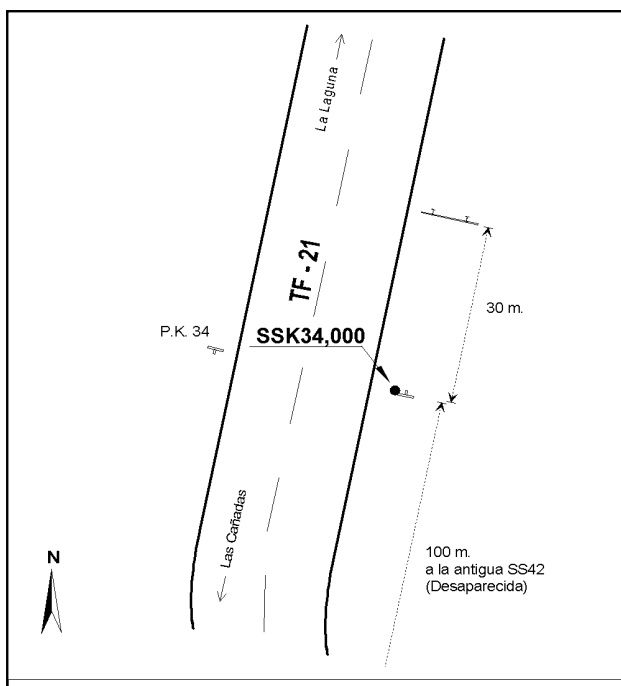 La Laguna
TF - 21
30 m.
P.K. 34
SSK34,000
Las Cañadas
100 m.
a la antigua SS42
(Desaparecida)
N